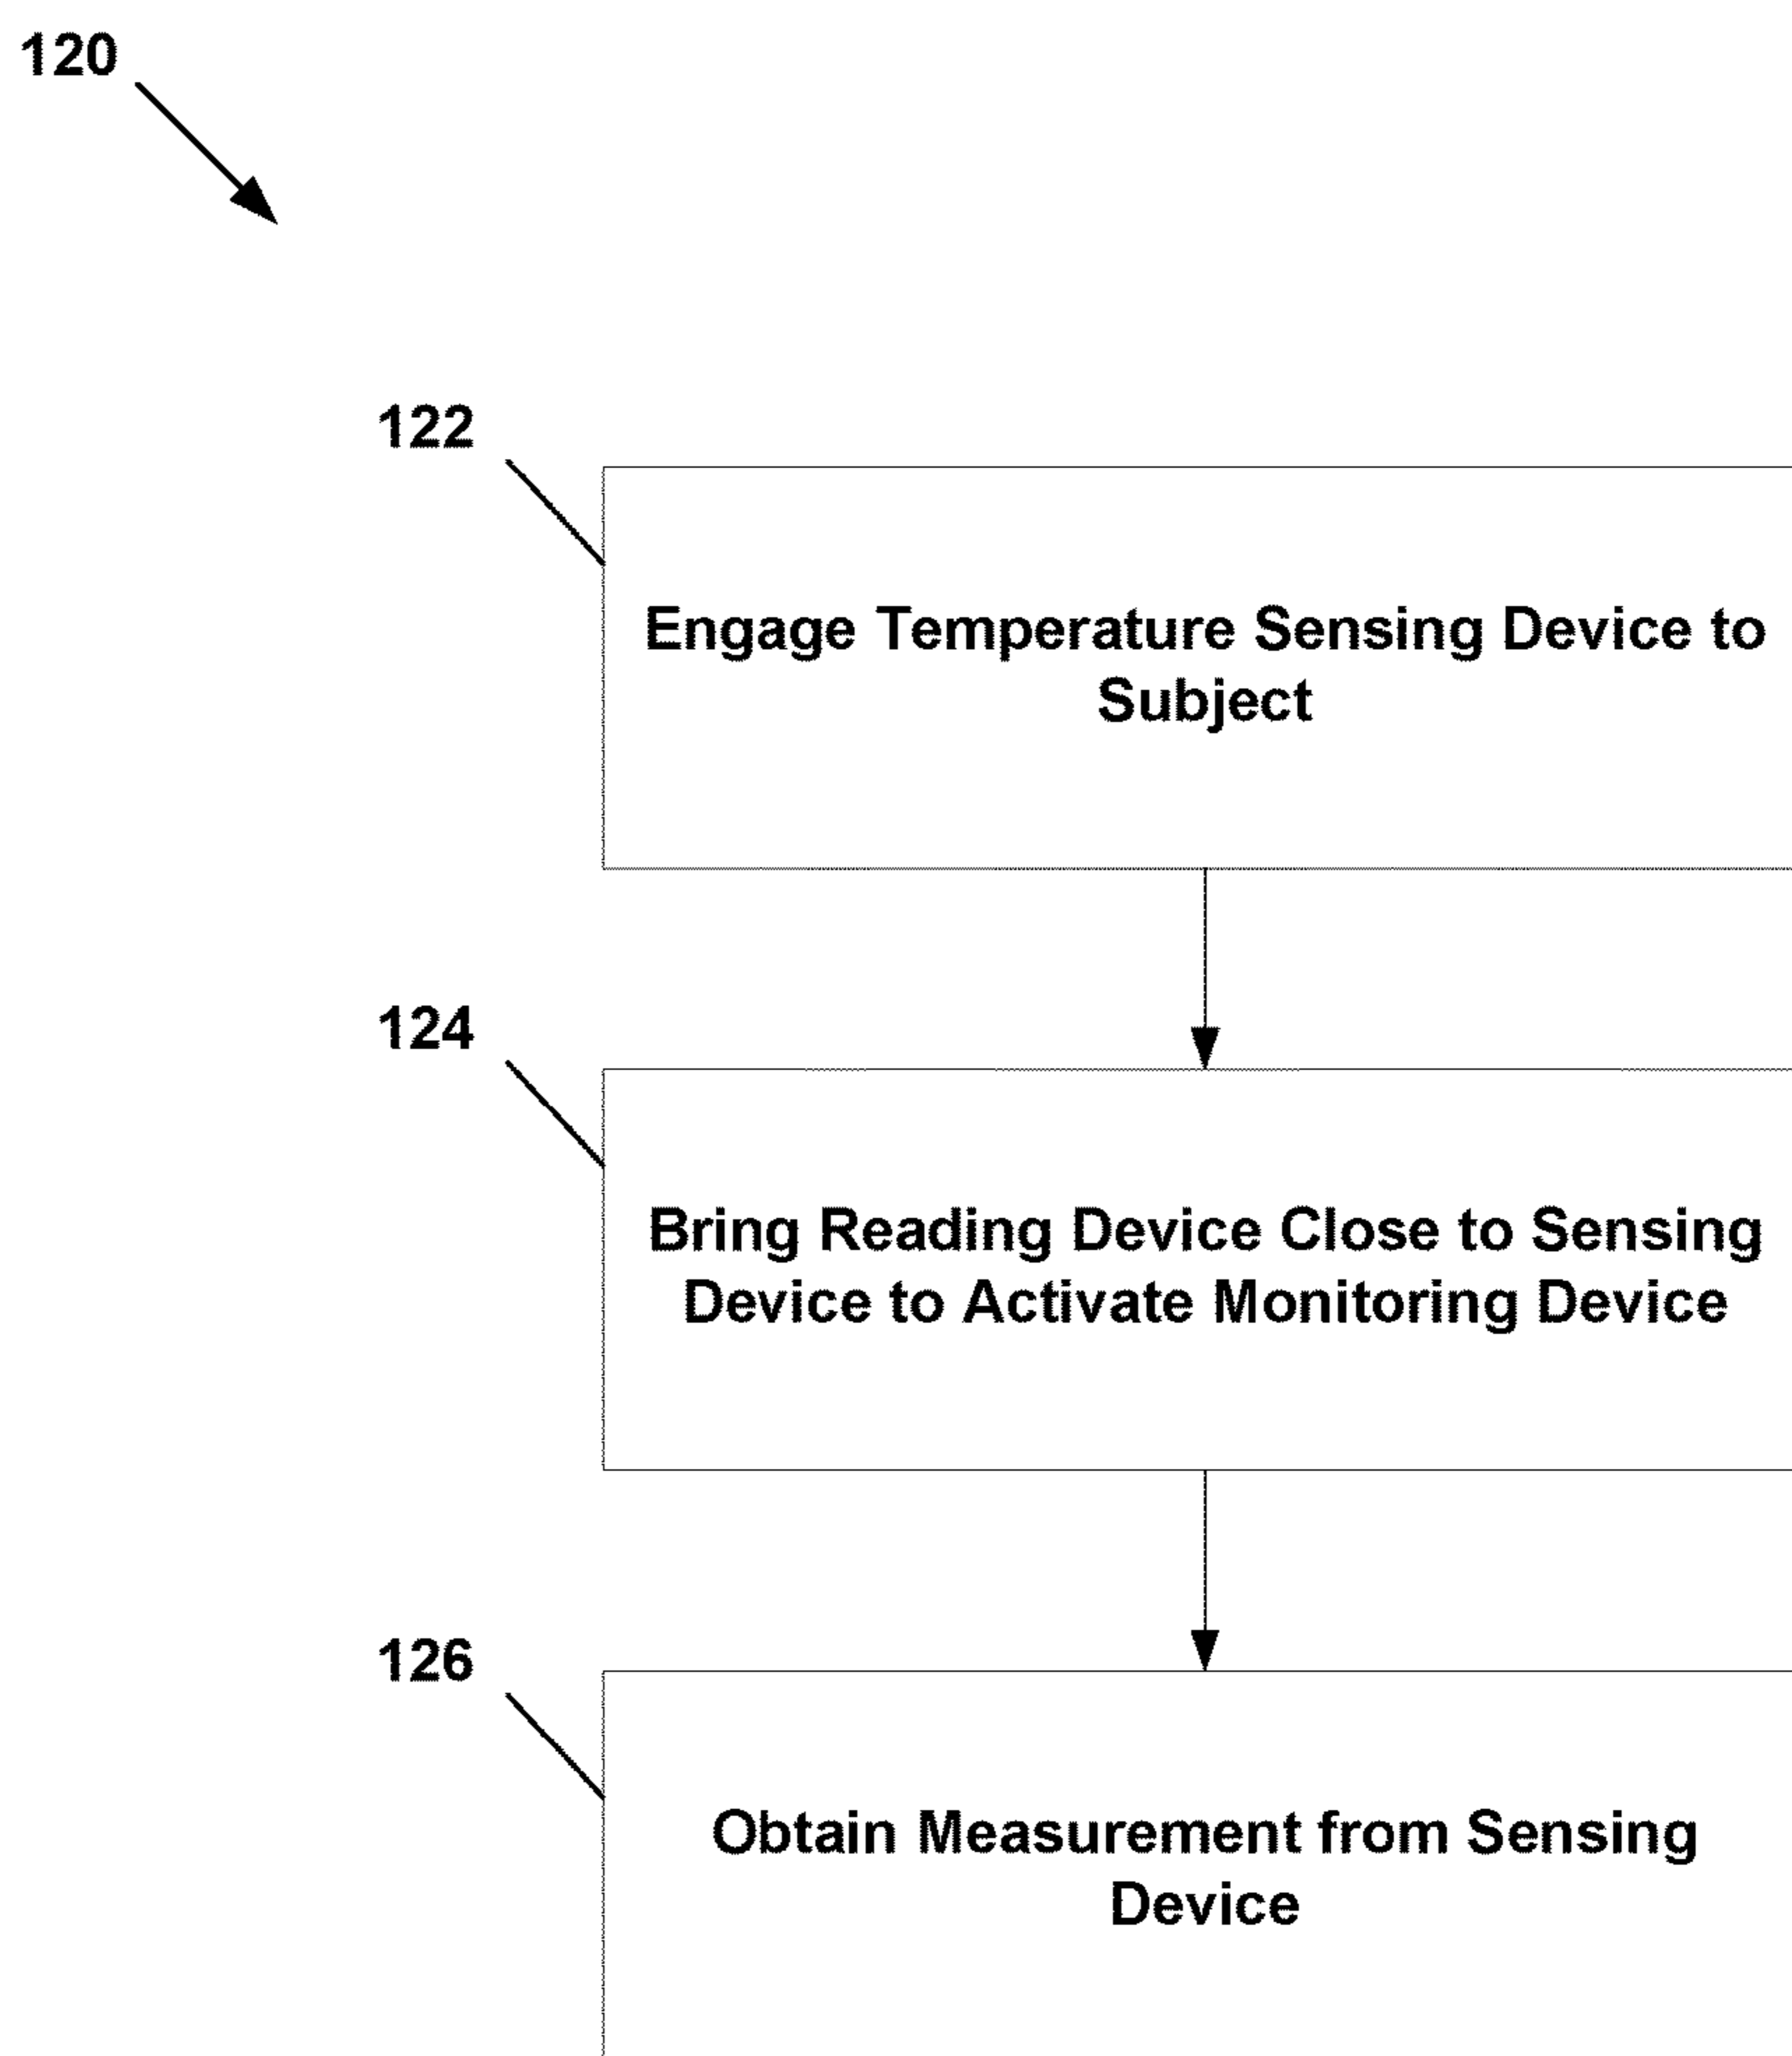 120
122
Engage Temperature Sensing Device to
Subject
124
Bring Reading Device Close to Sensing
Device to Activate Monitoring Device
126
Obtain Measurement from Sensing
Device